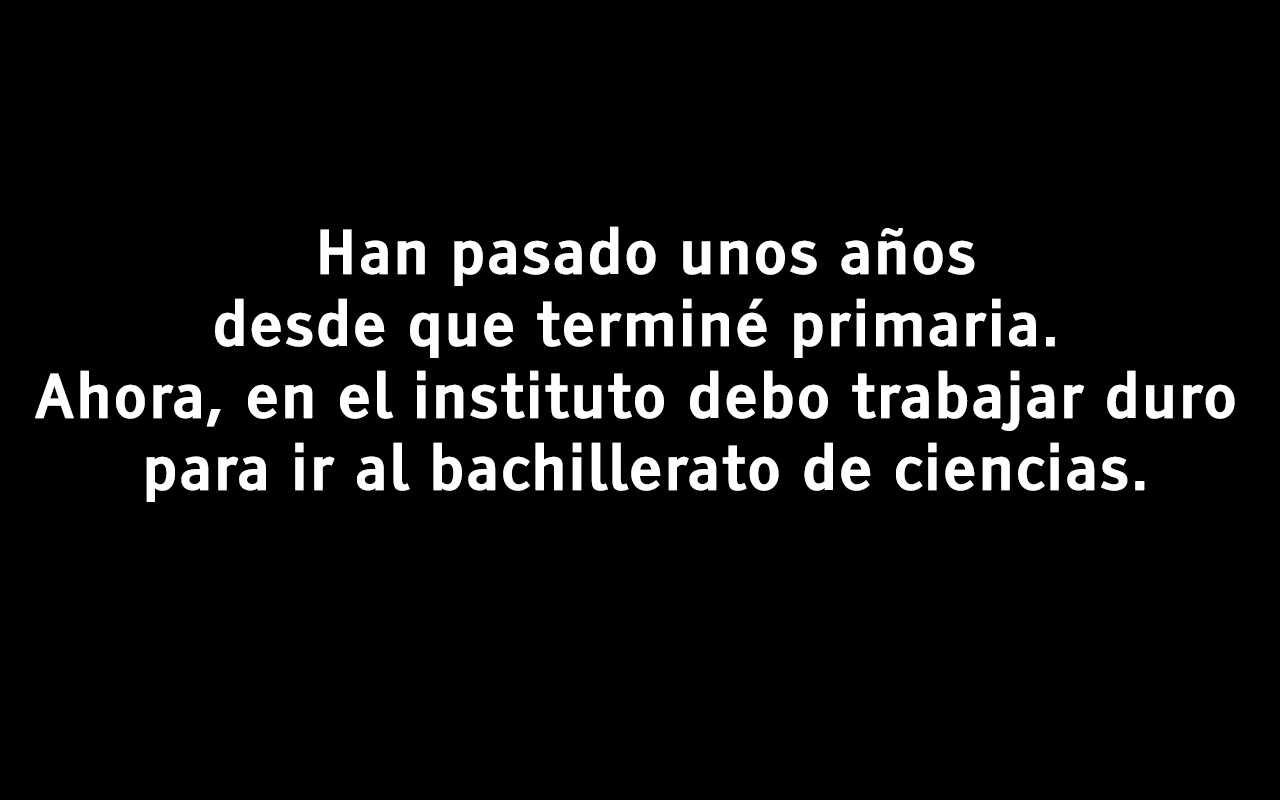 Han pasado unos años
desde que terminé primaria.
Ahora, en el instituto debo trabajar duro
para ir al bachillerato de ciencias.